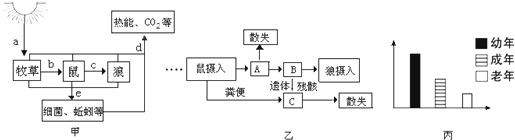 热能、CO₂等
a
d
牧草 b 鼠 c 狼
e
细菌、蚯蚓等
甲
散失
鼠摄入 A B 狼摄入
遗体 残骸
粪便 C 散失
乙
幼年
成年
老年
丙